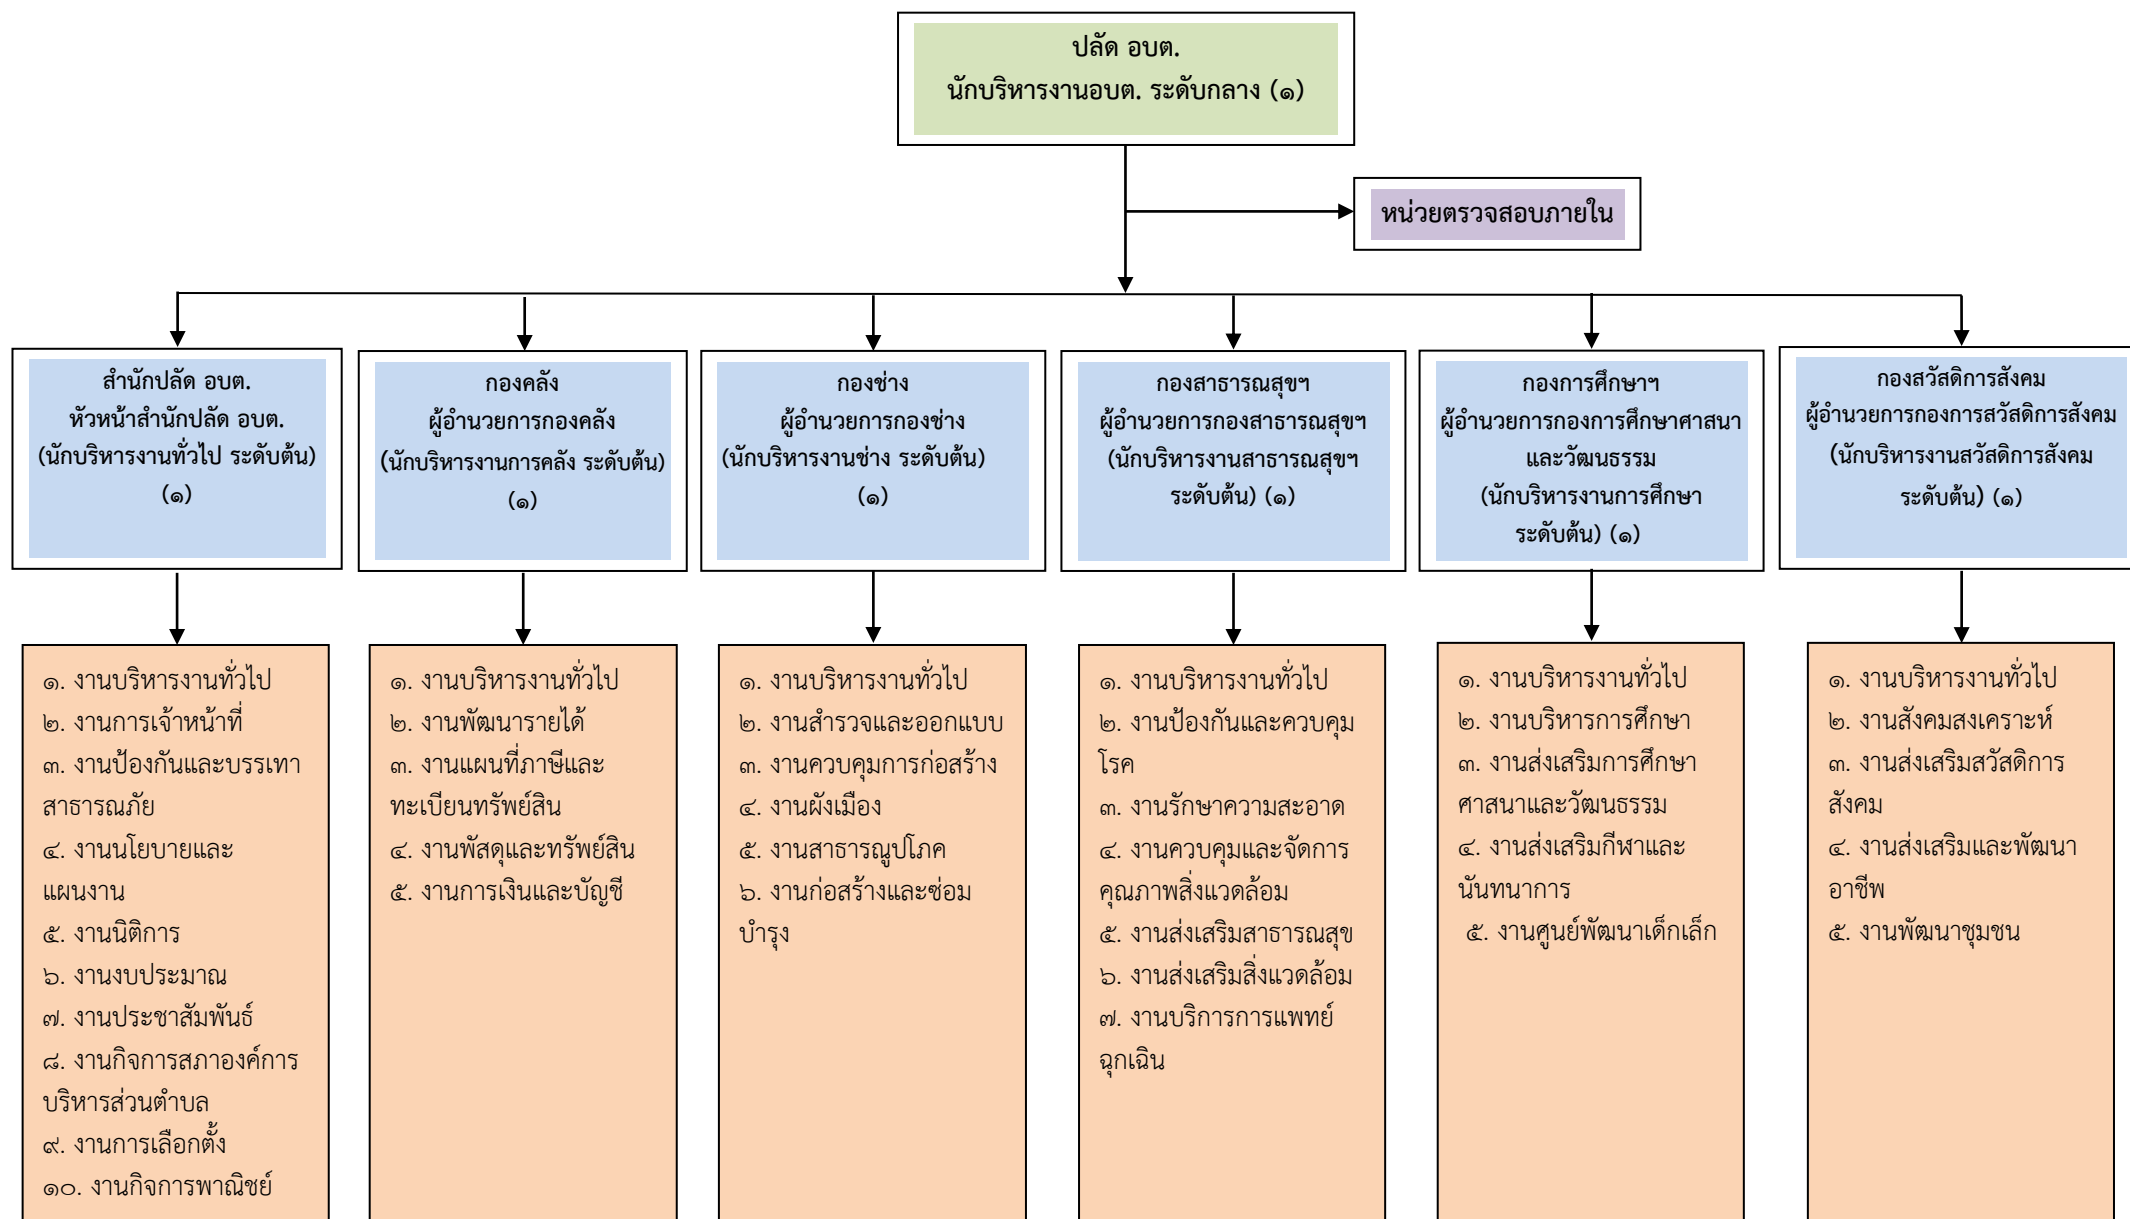 ปลัด อบต.
นักบริหารงานอบต. ระดับกลาง (๑)
หน่วยตรวจสอบภายใน
สำนักปลัด อบต.
หัวหน้าสำนักปลัด อบต.
(นักบริหารงานทั่วไป ระดับต้น)
(๑)
กองคลัง
ผู้อำนวยการกองคลัง
(นักบริหารงานการคลัง ระดับต้น)
(๑)
กองช่าง
ผู้อำนวยการกองช่าง
(นักบริหารงานช่าง ระดับต้น)
(๑)
กองสาธารณสุขฯ
ผู้อำนวยการกองสาธารณสุขฯ
(นักบริหารงานสาธารณสุขฯ
ระดับต้น) (๑)
กองการศึกษาฯ
ผู้อำนวยการกองการศึกษาศาสนา
และวัฒนธรรม
(นักบริหารงานการศึกษา
ระดับต้น) (๑)
กองสวัสดิการสังคม
ผู้อำนวยการกองการสวัสดิการสังคม
(นักบริหารงานสวัสดิการสังคม
ระดับต้น) (๑)
๑. งานบริหารงานทั่วไป
๒. งานการเจ้าหน้าที่
๓. งานป้องกันและบรรเทา
สาธารณภัย
๔. งานนโยบายและ
แผนงาน
๕. งานนิติการ
๖. งานงบประมาณ
๗. งานประชาสัมพันธ์
๘. งานกิจการสภาองค์การ
บริหารส่วนตำบล
๙. งานการเลือกตั้ง
๑๐. งานกิจการพาณิชย์
๑. งานบริหารงานทั่วไป
๒. งานพัฒนารายได้
๓. งานแผนที่ภาษีและ
ทะเบียนทรัพย์สิน
๔. งานพัสดุและทรัพย์สิน
๕. งานการเงินและบัญชี
๑. งานบริหารงานทั่วไป
๒. งานสำรวจและออกแบบ
๓. งานควบคุมการก่อสร้าง
๔. งานผังเมือง
๕. งานสาธารณูปโภค
๖. งานก่อสร้างและซ่อม
บำรุง
๑. งานบริหารงานทั่วไป
๒. งานป้องกันและควบคุม
โรค
๓. งานรักษาความสะอาด
๔. งานควบคุมและจัดการ
คุณภาพสิ่งแวดล้อม
๕. งานส่งเสริมสาธารณสุข
๖. งานส่งเสริมสิ่งแวดล้อม
๗. งานบริการการแพทย์
ฉุกเฉิน
๑. งานบริหารงานทั่วไป
๒. งานบริหารการศึกษา
๓. งานส่งเสริมการศึกษา
ศาสนาและวัฒนธรรม
๔. งานส่งเสริมกีฬาและ
นันทนาการ
๕. งานศูนย์พัฒนาเด็กเล็ก
๑. งานบริหารงานทั่วไป
๒. งานสังคมสงเคราะห์
๓. งานส่งเสริมสวัสดิการ
สังคม
๔. งานส่งเสริมและพัฒนา
อาชีพ
๕. งานพัฒนาชุมชน